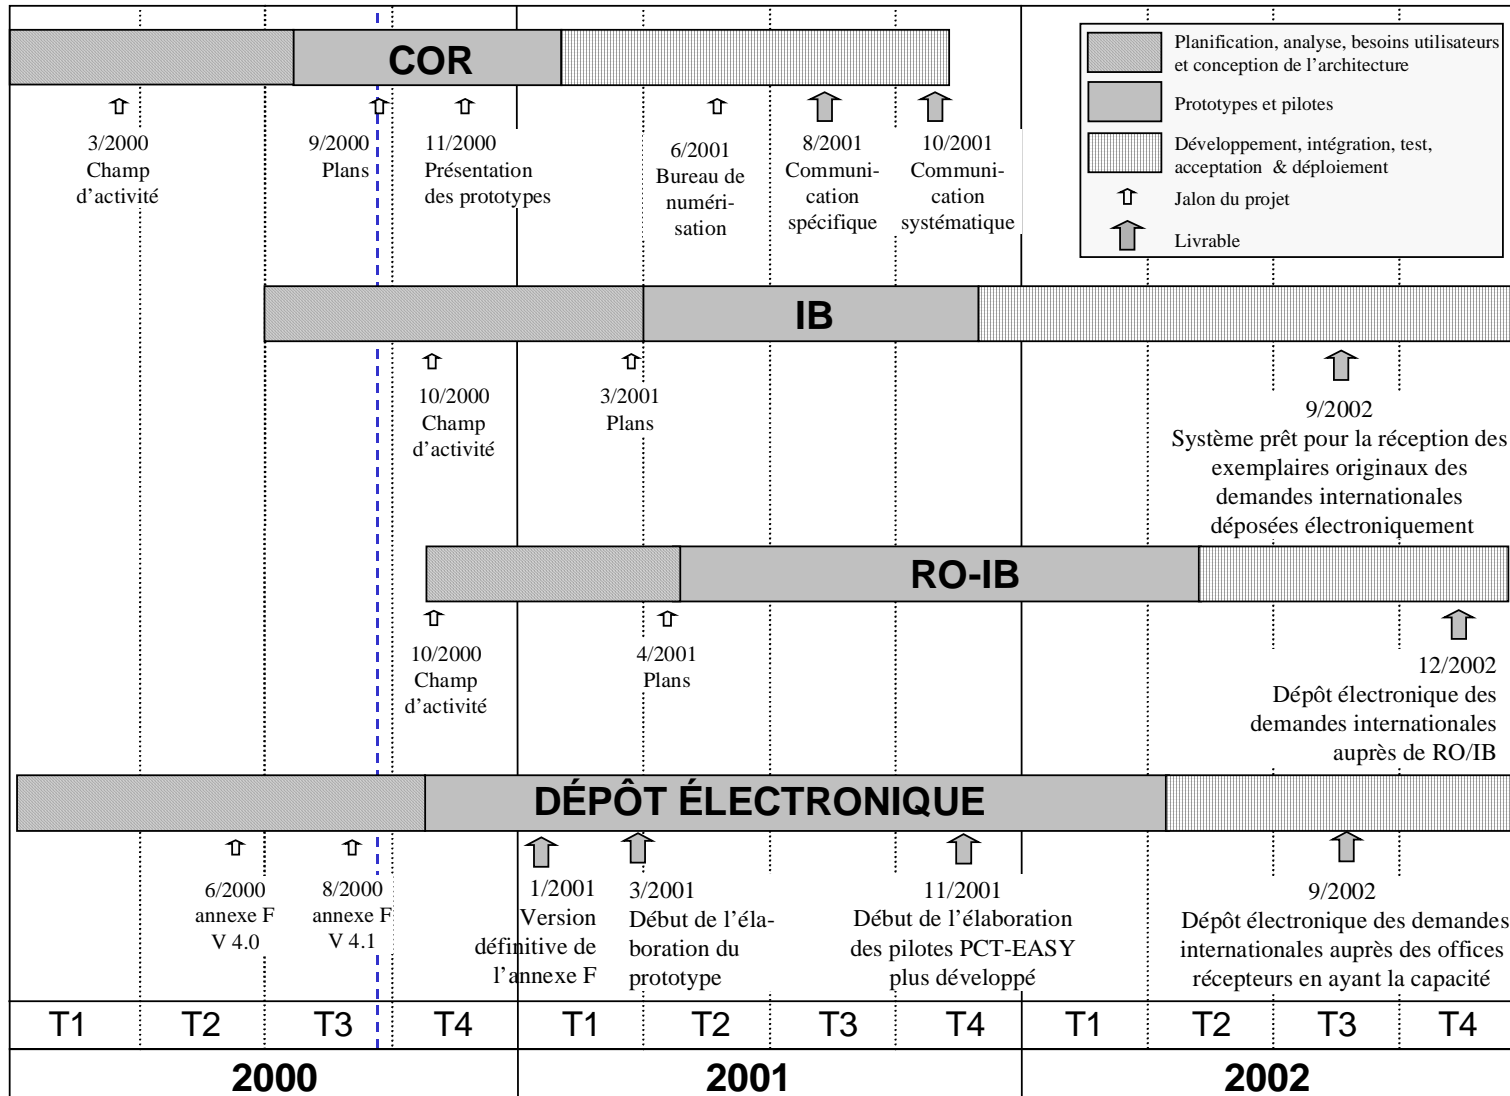 COR
Planification, analyse, besoins utilisateurs
et conception de l’architecture
Prototypes et pilotes
Développement, intégration, test,
acceptation & déploiement
Jalon du projet
Livrable
3/2000
Champ
d’activité
9/2000
Plans
11/2000
Présentation
des prototypes
6/2001
Bureau de
numéri-
sation
8/2001
Communi-
cation
spécifique
10/2001
Communi-
cation
systématique
IB
10/2000
Champ
d’activité
3/2001
Plans
9/2002
Système prêt pour la réception des
exemplaires originaux des
demandes internationales
déposées électroniquement
RO-IB
10/2000
Champ
d’activité
4/2001
Plans
12/2002
Dépôt électronique des
demandes internationales
auprès de RO/IB
DÉPÔT ÉLECTRONIQUE
6/2000
annexe F
V 4.0
8/2000
annexe F
V 4.1
1/2001
Version
définitive de
l’annexe F
3/2001
Début de l’éla-
boration du
prototype
11/2001
Début de l’élaboration
des pilotes PCT-EASY
plus développé
9/2002
Dépôt électronique des demandes
internationales auprès des offices
récepteurs en ayant la capacité
T1 T2 T3 T4 T1 T2 T3 T4 T1 T2 T3 T4
2000 2001 2002